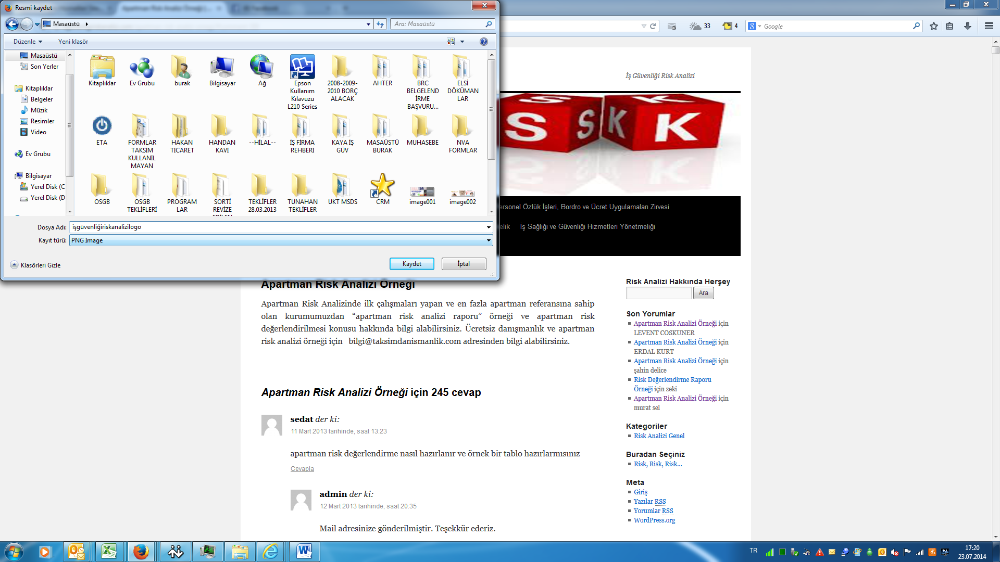 Resmi kaydet
Masaüstü
Ara: Masaüstü
Düzenle
Yeni klasör
Masaüstü
Son Yerler
Kitaplıklar
Belgeler
Müzik
Resimler
Video
Ev Grubu
Bilgisayar
Yerel Disk (C
Yerel Disk (D
Kitaplıklar
Ev Grubu
burak
Bilgisayar
Ağ
Epson
Kullanım
Kılavuzu
L210 Series
2008-2009-
2010 BORÇ
ALACAK
AHTER
BRC
BELGELEND
İRME
BAŞVURU...
ELSİ
DÖKÜMAN
LAR
ETA
FORMLAR
TAKSİM
KULLANIL
MAYAN
HAKAN
TİCARET
HANDAN
KAVİ
--HİLAL--
İŞ FİRMA
REHBERİ
KAYA İŞ
GÜV
MASAÜSTÜ
BURAK
MUHASEBE
NVA
FORMLAR
OSGB
OSGB
TEKLİFLERİ
PROGRAM
LAR
SORTİ
REVİZE
TEKLİFLER
28.03.2013
TUNAHAN
TEKLİFLER
UKT MSDS
CRM
image001
image002
Dosya Adı:
işgüvenliğiriskanalizilogo
Kayıt türü:
PNG Image
Klasörleri Gizle
Kaydet
İptal
33
4
Google
İş Güvenliği Risk Analizi
S S K K K
ersonel Özlük İşleri, Bordro ve Ücret Uygulamaları Zirvesi
elik İş Sağlığı ve Güvenliği Hizmetleri Yönetmeliği
Apartman Risk Analizi Örneği
Apartman Risk Analizinde ilk çalışmaları yapan ve en fazla apartman referansına sahip
olan kurumumuzdan “apartman risk analizi raporu” örneği ve apartman risk
değerlendirilmesi konusu hakkında bilgi alabilirsiniz. Ücretsiz danışmanlık ve apartman
risk analizi örneği için bilgi@taksimdanismanlik.com adresinden bilgi alabilirsiniz.
Apartman Risk Analizi Örneği için 245 cevap
sedat der ki:
11 Mart 2013 tarihinde, saat 13:23
apartman risk değerlendirme nasıl hazırlanır ve örnek bir tablo hazırlarmısınız
Cevapla
admin der ki:
12 Mart 2013 tarihinde, saat 20:35
Mail adresinize gönderilmiştir. Teşekkür ederiz.
Risk Analizi Hakkında Herşey
Ara
Son Yorumlar
Apartman Risk Analizi Örneği için
LEVENT COSKUNER
Apartman Risk Analizi Örneği için
ERDAL KURT
Apartman Risk Analizi Örneği için
şahin delice
Risk Değerlendirme Raporu
Örneği için zeki
Apartman Risk Analizi Örneği için
murat sel
Kategoriler
Risk Analizi Genel
Buradan Seçiniz
Risk, Risk, Risk…
Meta
Giriş
Yazılar RSS
Yorumlar RSS
WordPress.org
TR
17:20
23.07.2014